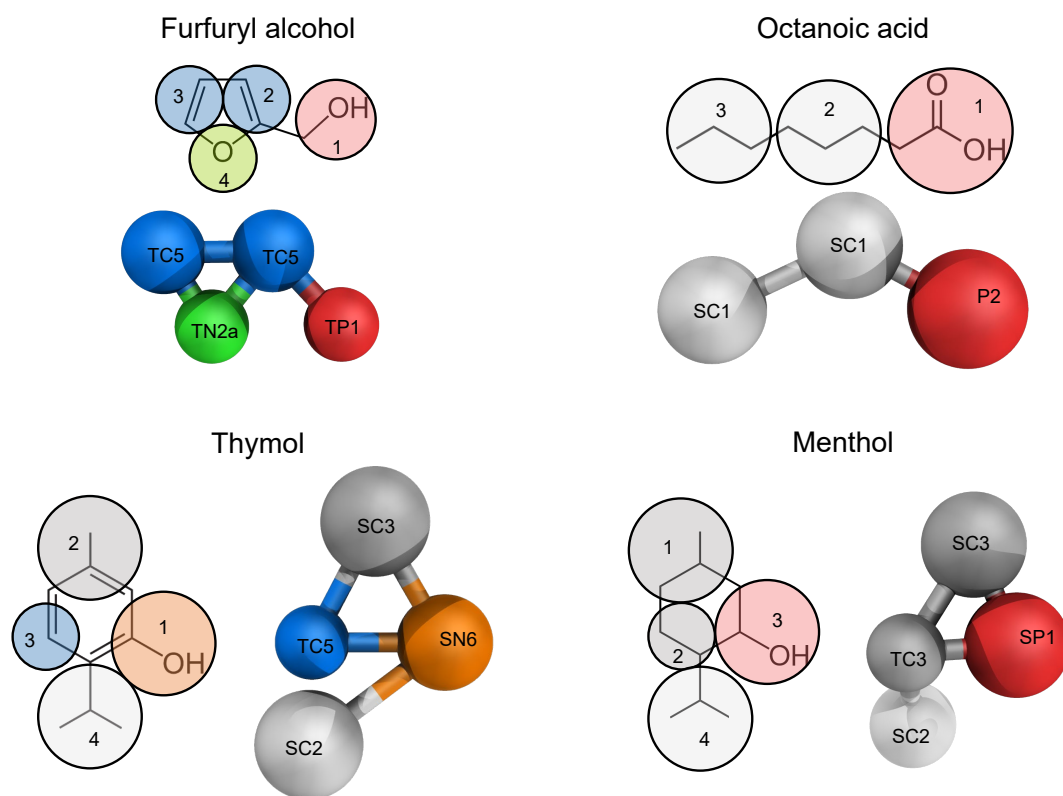 Furfuryl alcohol
3
2
OH
1
O
4
TC5
TC5
TN2a
TP1
Octanoic acid
3
2
O
1
OH
SC1
SC1
P2
Thymol
2
3
1
OH
4
SC3
TC5
SN6
SC2
Menthol
1
3
2
OH
4
SC3
SP1
TC3
SC2